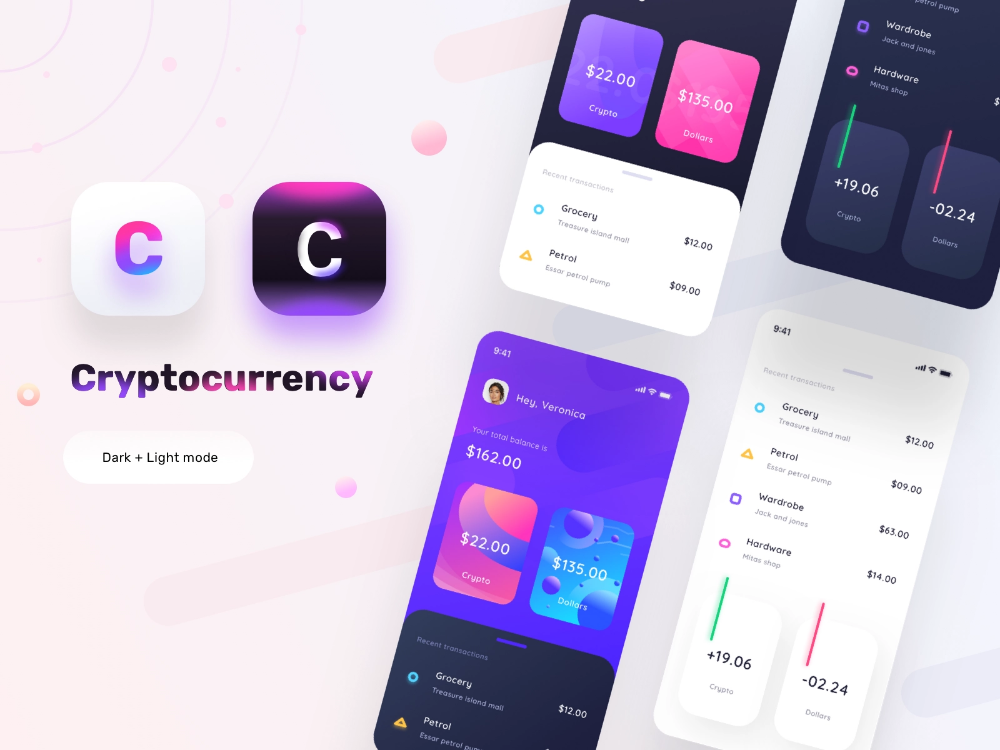 C
C
Cryptocurrency
Dark + Light mode
$22.00
Crypto
$135.00
Dollars
Recent transactions
Grocery
Treasure island mall
$12.00
Petrol
Essar petrol pump
$09.00
petrol pump
Wardrobe
Jack and jones
Hardware
Mitas shop
+19.06
Crypto
-02.24
Dollars
9:41
Hey, Veronica
Your total balance is
$162.00
$22.00
Crypto
$135.00
Dollars
Recent transactions
Grocery
Treasure island mall
$12.00
Petrol
Essar petrol pump
9:41
Recent transactions
Grocery
Treasure island mall
$12.00
Petrol
Essar petrol pump
$09.00
Wardrobe
Jack and jones
$63.00
Hardware
Mitas shop
$14.00
+19.06
Crypto
-02.24
Dollars